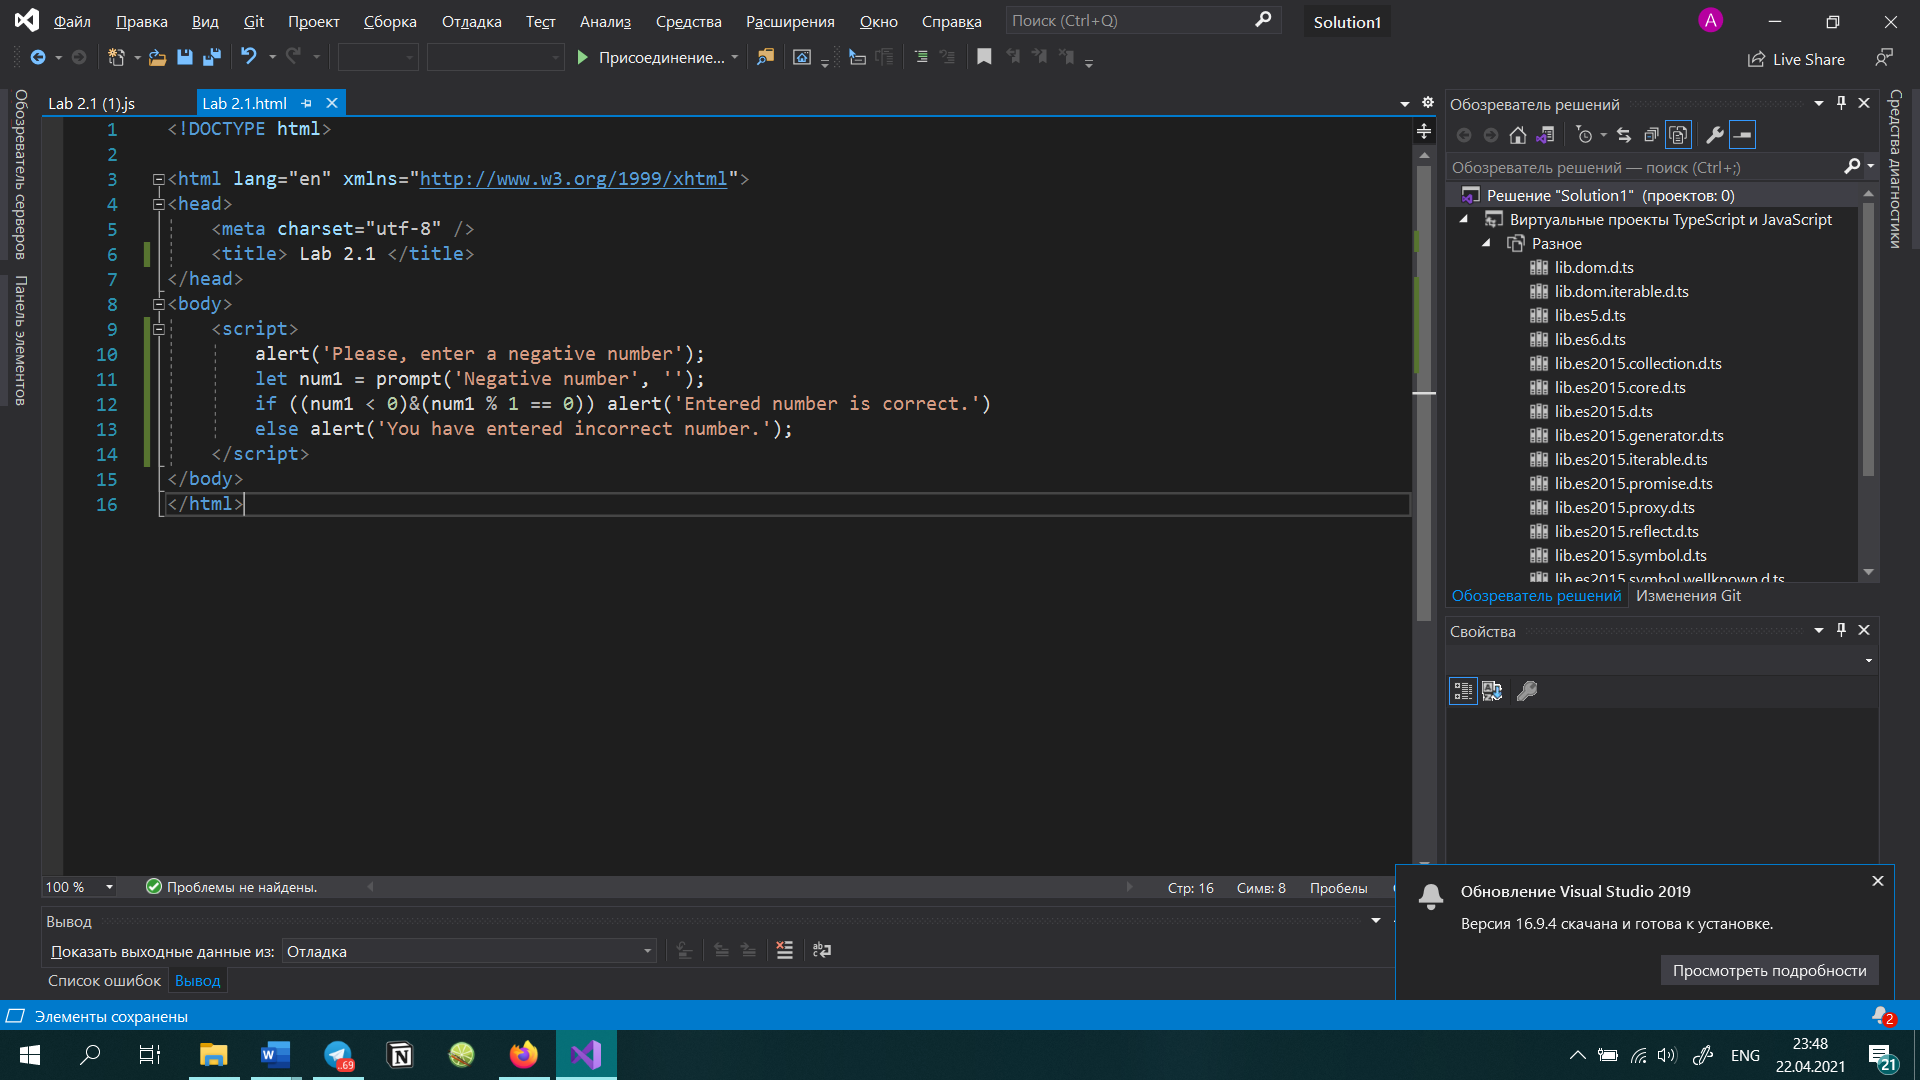 Файл Правка Вид Git Проект Сборка Отладка Тест Анализ Средства Расширения Окно Справка Поиск (Ctrl+Q) Solution1 A
Присоединение... Live Share
Обозреватель серверов
Панель элементов
Lab 2.1 (1).js Lab 2.1.html
1 <!DOCTYPE html>
2
3 <html lang="en" xmlns="http://www.w3.org/1999/xhtml">
4 <head>
5 <meta charset="utf-8" />
6 <title> Lab 2.1 </title>
7 </head>
8 <body>
9 <script>
10 alert('Please, enter a negative number');
11 let num1 = prompt('Negative number', '');
12 if ((num1 < 0)&(num1 % 1 == 0)) alert('Entered number is correct.')
13 else alert('You have entered incorrect number.');
14 </script>
15 </body>
16 </html>
100 % Проблемы не найдены. Стр: 16 Симв: 8 Пробелы
Вывод
Показать выходные данные из: Отладка
Список ошибок Вывод
Обозреватель решений
Обозреватель решений — поиск (Ctrl+;)
Решение "Solution1" (проектов: 0)
Виртуальные проекты TypeScript и JavaScript
Разное
lib.dom.d.ts
lib.dom.iterable.d.ts
lib.es5.d.ts
lib.es6.d.ts
lib.es2015.collection.d.ts
lib.es2015.core.d.ts
lib.es2015.d.ts
lib.es2015.generator.d.ts
lib.es2015.iterable.d.ts
lib.es2015.promise.d.ts
lib.es2015.proxy.d.ts
lib.es2015.reflect.d.ts
lib.es2015.symbol.d.ts
lib.es2015.symbol.wellknown.d.ts
Обозреватель решений Изменения Git
Свойства
Средства диагностики
Обновление Visual Studio 2019
Версия 16.9.4 скачана и готова к установке.
Просмотреть подробности
Элементы сохранены 2
..69 ENG 23:48
22.04.2021 21